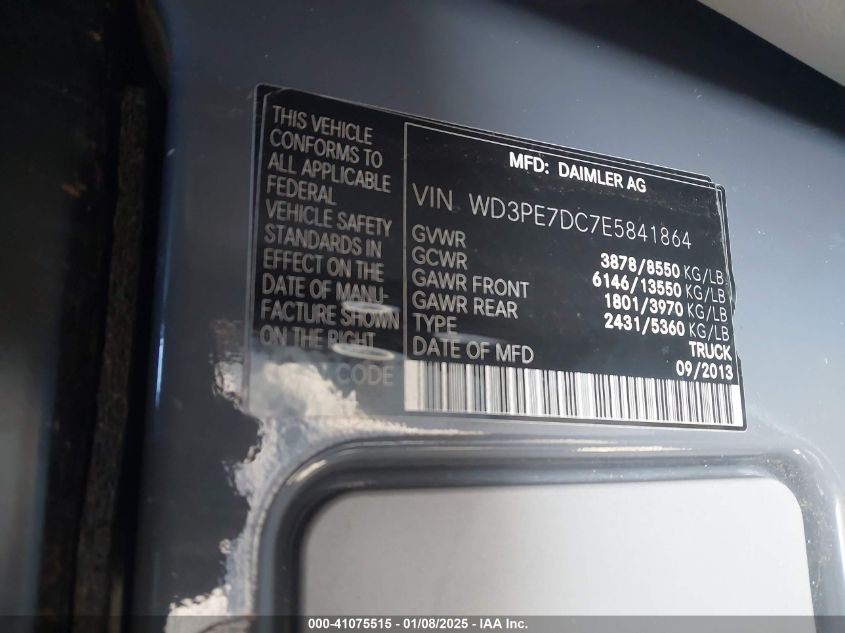 THIS VEHICLE
CONFORMS TO
ALL APPLICABLE
FEDERAL
VEHICLE SAFETY
STANDARDS IN
EFFECT ON THE
DATE OF MANU-
FACTURE SHOWN
ON THE RIGHT
CODE
MFD: DAIMLER AG
VIN WD3PE7DC7E5841864
GVWR 3878/8550 KG/LB
GCWR 6146/13550 KG/LB
GAWR FRONT 1801/3970 KG/LB
GAWR REAR 2431/5360 KG/LB
TYPE TRUCK
DATE OF MFD 09/2013
000-41075515 - 01/08/2025 - IAA Inc.